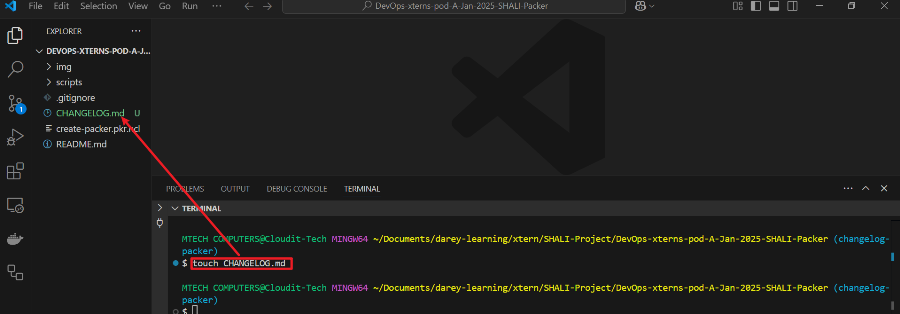 File Edit Selection View Go Run ···
DevOps-xterns-pod-A-Jan-2025-SHALI-Packer
EXPLORER ···
DEVOPS-XTERNS-POD-A-J...
img
scripts
.gitignore
CHANGELOG.md U
create-packer.pkr.hcl
README.md
1
PROBLEMS OUTPUT DEBUG CONSOLE TERMINAL ···
TERMINAL
MTECH COMPUTERS@Cloudit-Tech MINGW64 ~/Documents/darey-learning/xtern/SHALI-Project/DevOps-xterns-pod-A-Jan-2025-SHALI-Packer (changelog-
packer)
$ touch CHANGELOG.md
MTECH COMPUTERS@Cloudit-Tech MINGW64 ~/Documents/darey-learning/xtern/SHALI-Project/DevOps-xterns-pod-A-Jan-2025-SHALI-Packer (changelog-
packer)
$